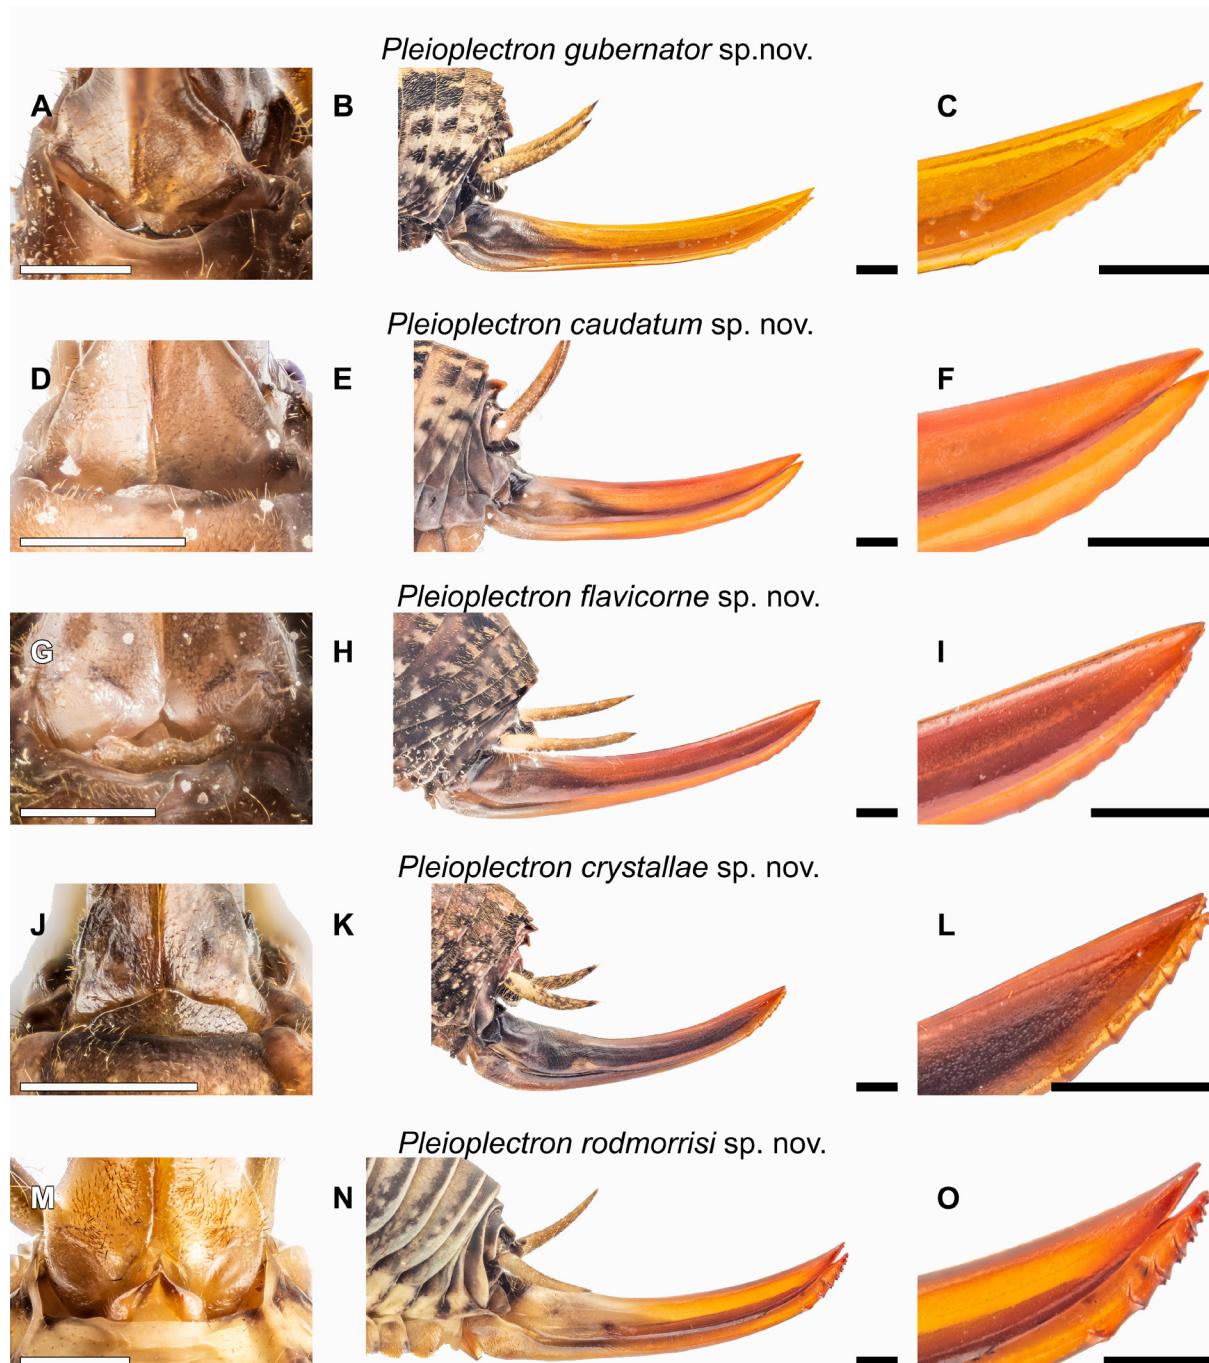 Pleioplectron gubernator sp.nov.
A B C
Pleioplectron caudatum sp. nov.
D E F
Pleioplectron flavicorne sp. nov.
G H I
Pleioplectron crystallae sp. nov.
J K L
Pleioplectron rodmorrisi sp. nov.
M N O